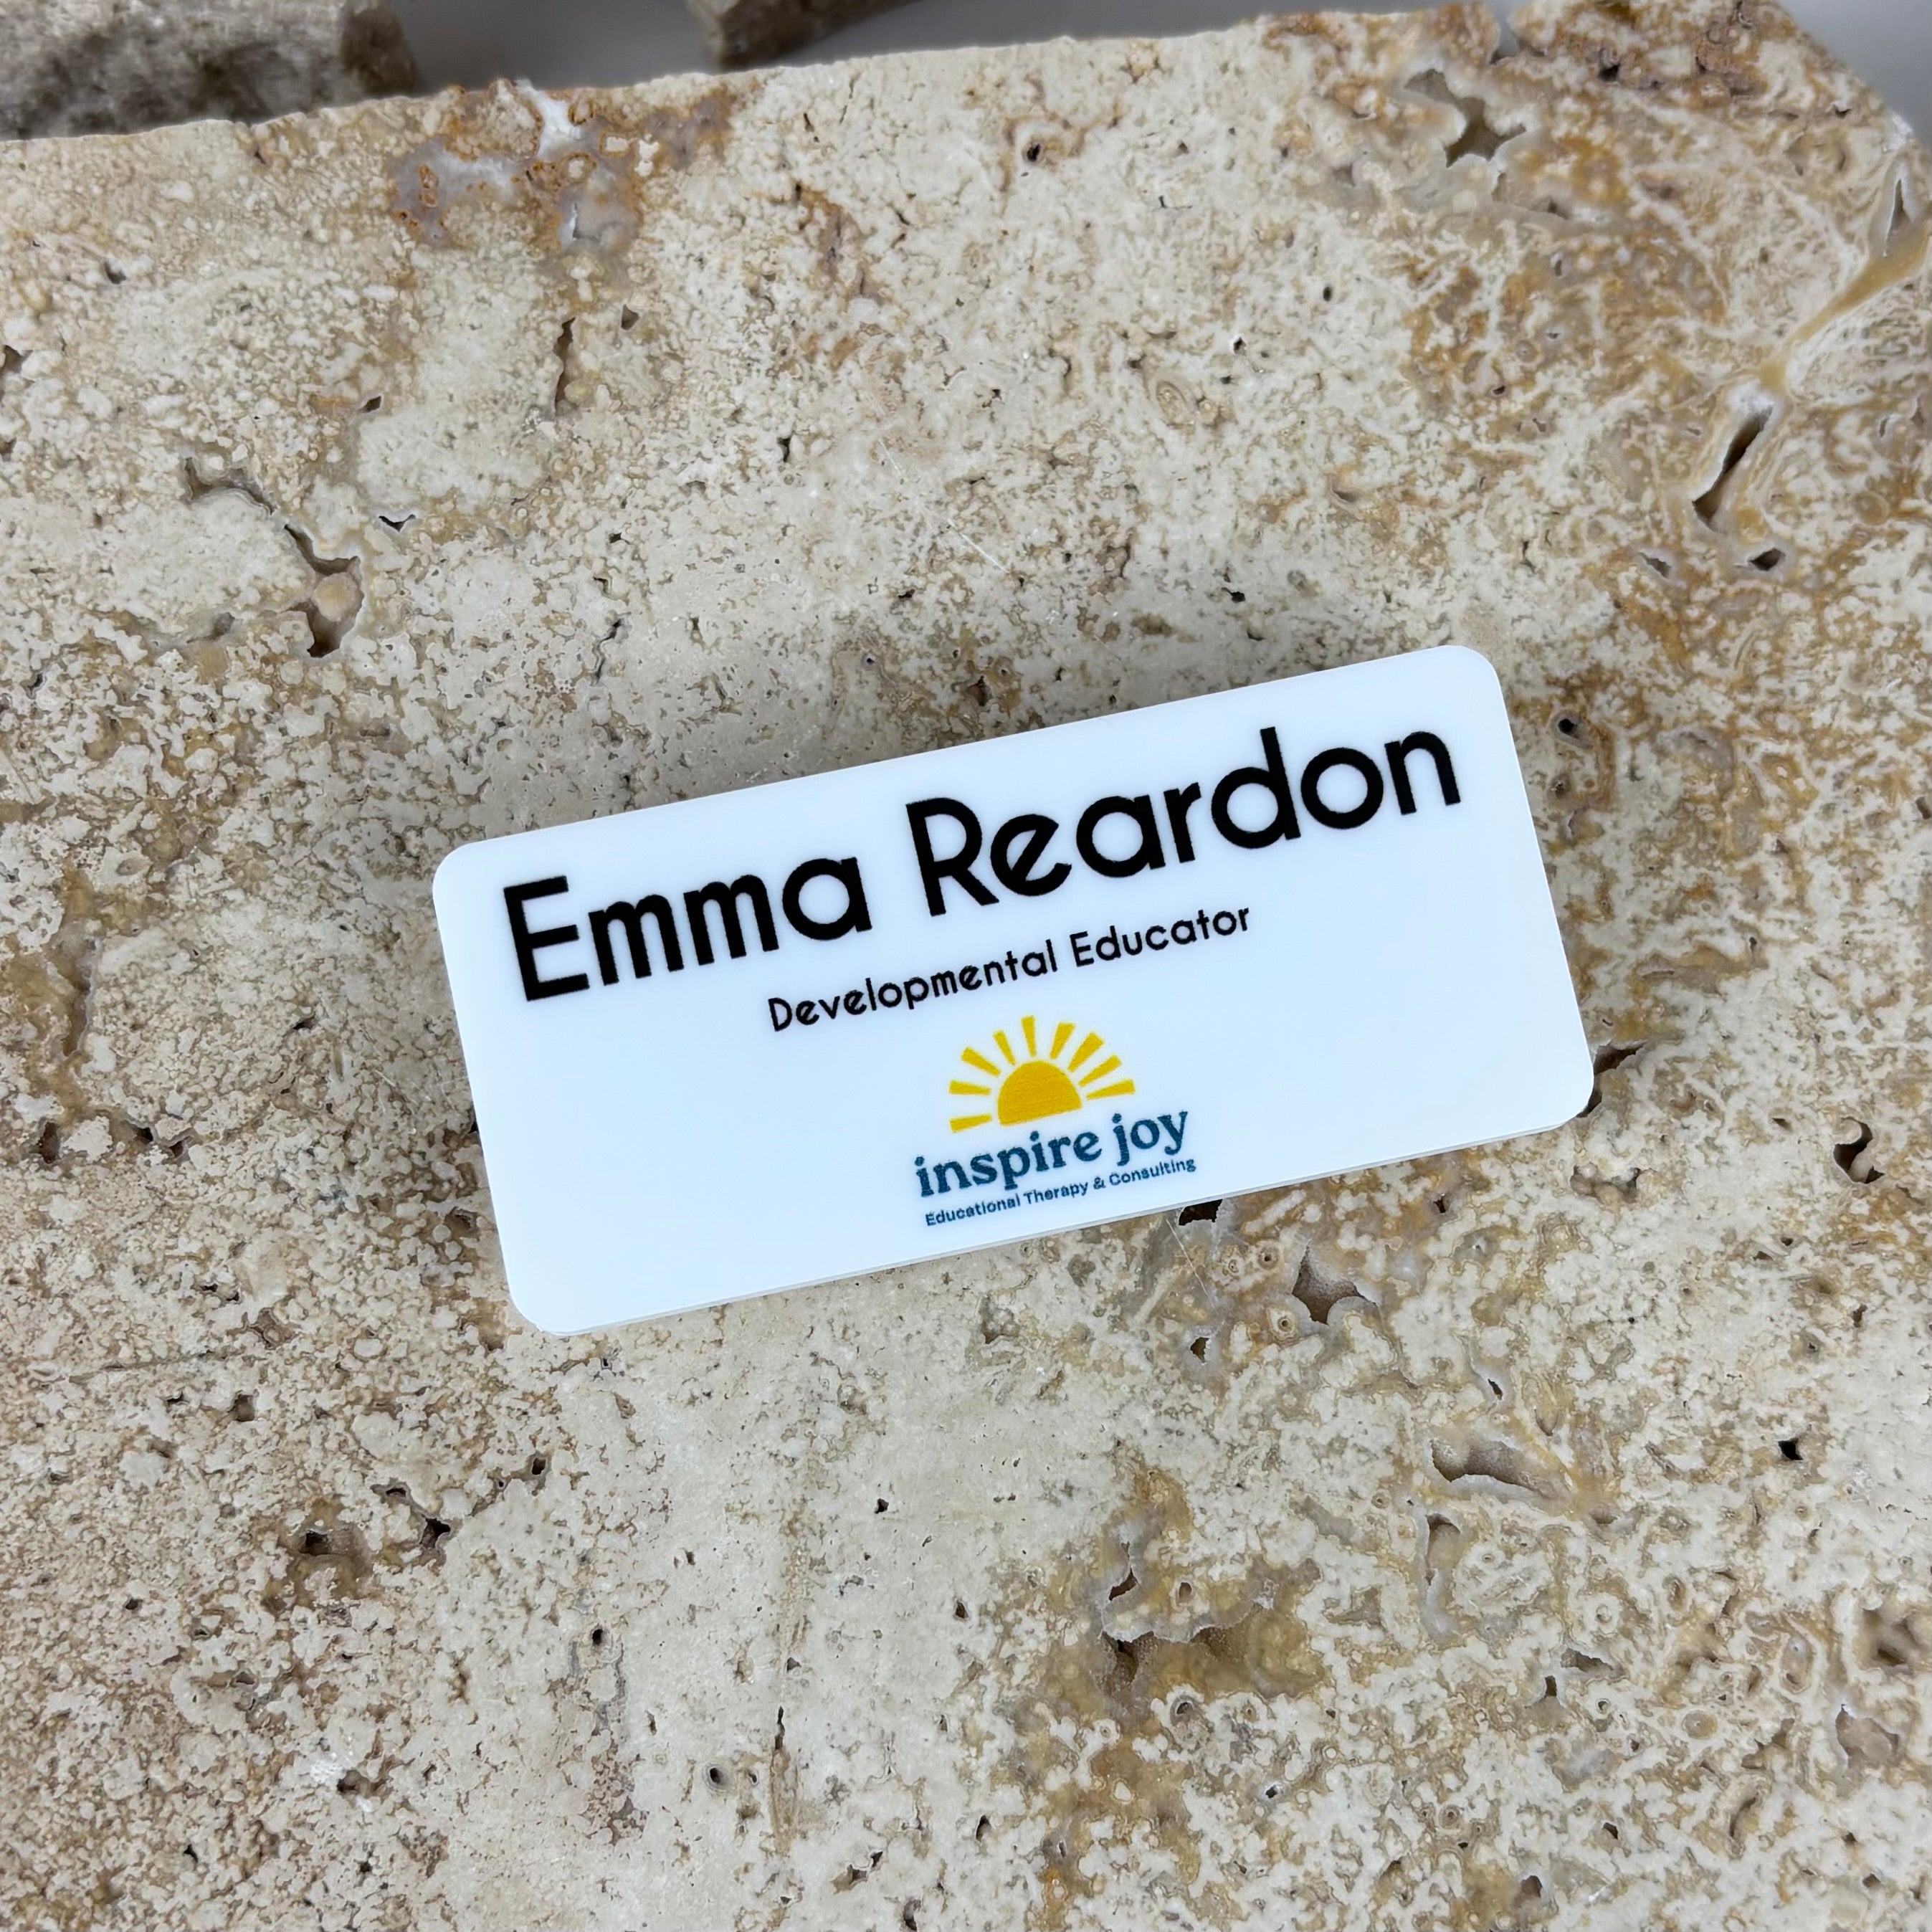 Emma Reardon
Developmental Educator
inspire joy
Educational Therapy & Consulting